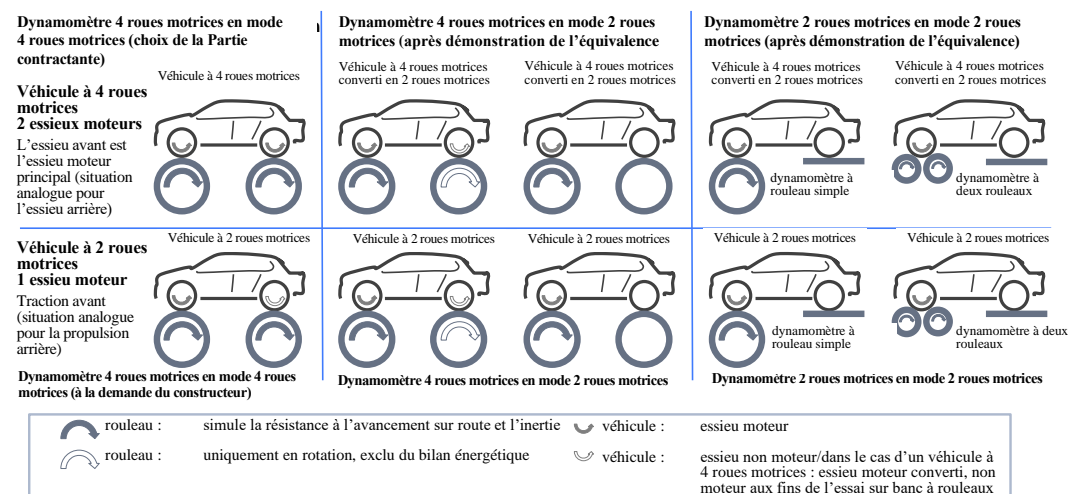 Dynamomètre 4 roues motrices en mode
4 roues motrices (choix de la Partie
contractante)
Dynamomètre 4 roues motrices en mode 2 roues
motrices (après démonstration de l'équivalence
Dynamomètre 2 roues motrices en mode 2 roues
motrices (après démonstration de l'équivalence)
Véhicule à 4 roues
motrices
2 essieux moteurs
L'essieu avant est
l'essieu moteur
principal (situation
analogue pour
l'essieu arrière)
Véhicule à 4 roues motrices
Véhicule à 4 roues motrices
converti en 2 roues motrices
Véhicule à 4 roues motrices
converti en 2 roues motrices
Véhicule à 4 roues motrices
converti en 2 roues motrices
Véhicule à 4 roues motrices
converti en 2 roues motrices
dynamomètre à
rouleau simple
dynamomètre à
deux rouleaux
Véhicule à 2 roues
motrices
1 essieu moteur
Traction avant
(situation analogue
pour la propulsion
arrière)
Véhicule à 2 roues motrices
Véhicule à 2 roues motrices
Véhicule à 2 roues motrices
Véhicule à 2 roues motrices
Véhicule à 2 roues motrices
dynamomètre à
rouleau simple
dynamomètre à deux
rouleaux
Dynamomètre 4 roues motrices en mode 4 roues
motrices (à la demande du constructeur)
Dynamomètre 4 roues motrices en mode 2 roues motrices
Dynamomètre 2 roues motrices en mode 2 roues motrices
rouleau : simule la résistance à l'avancement sur route et l'inertie
véhicule : essieu moteur
rouleau : uniquement en rotation, exclu du bilan énergétique
véhicule : essieu non moteur/dans le cas d'un véhicule à
4 roues motrices : essieu moteur converti, non
moteur aux fins de l'essai sur banc à rouleaux